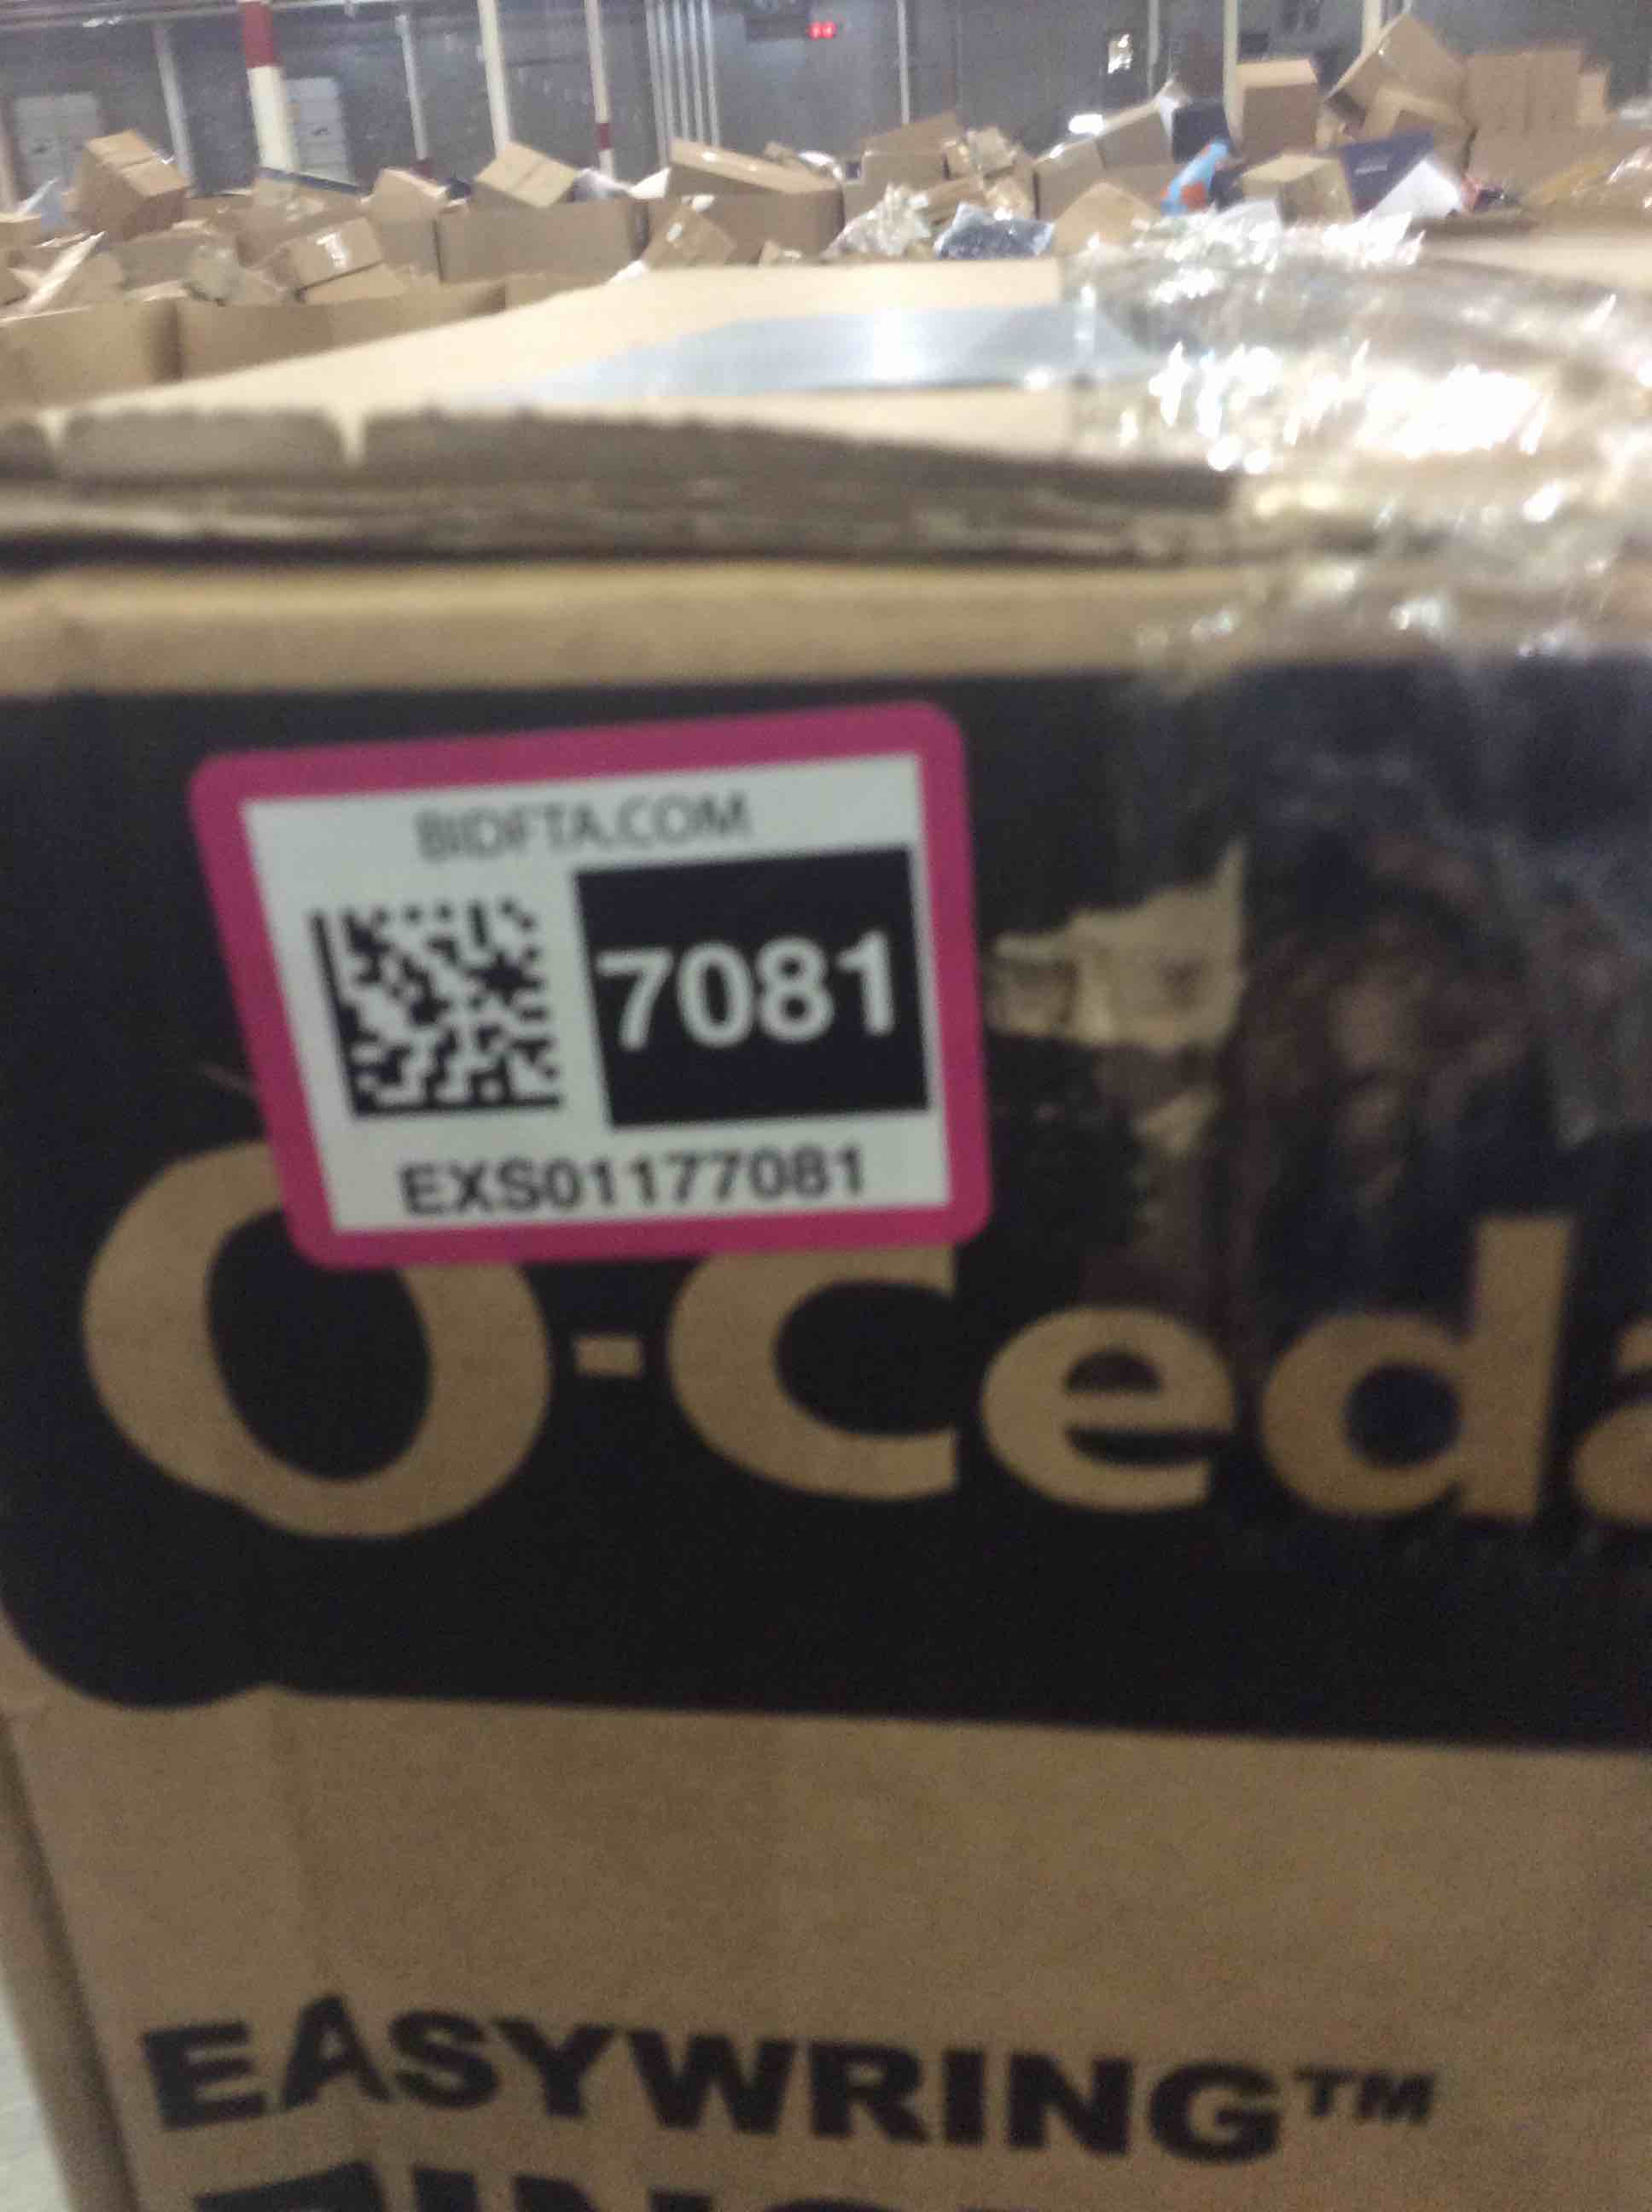 BIDFTA.COM
7081
EXS01177081
O-Ceda
EASYWRING™